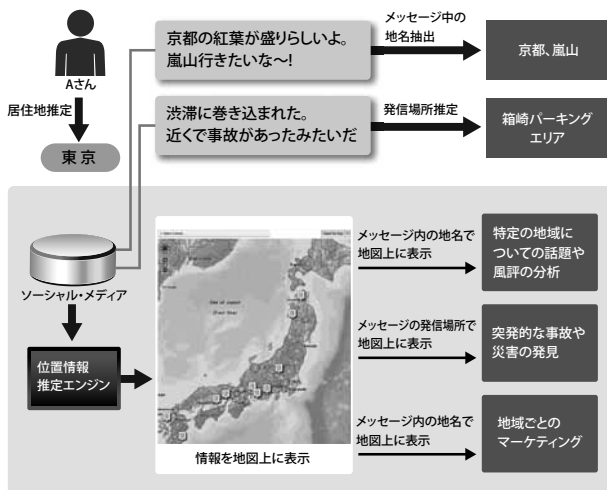 京都の紅葉が盛りらしいよ。
嵐山行きたいな〜!
メッセージ中の
地名抽出
京都、嵐山
Aさん
居住地推定
東京
渋滞に巻き込まれた。
近くで事故があったみたいだ
発信場所推定
箱崎パーキング
エリア
ソーシャル・メディア
位置情報
推定エンジン
Sea of Japan
(East Sea)
情報を地図上に表示
メッセージ内の地名で
地図上に表示
特定の地域に
ついての話題や
風評の分析
メッセージの発信場所で
地図上に表示
突発的な事故や
災害の発見
メッセージ内の地名で
地図上に表示
地域ごとの
マーケティング